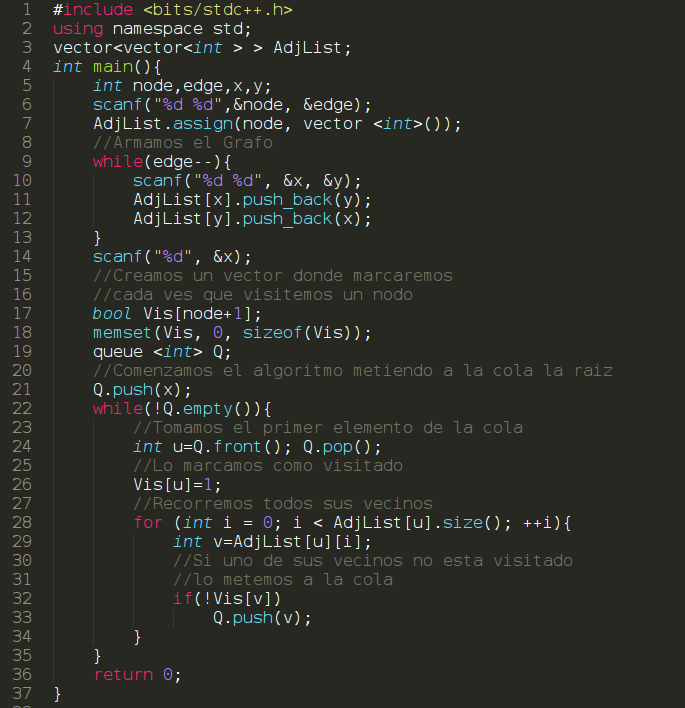 1 #include <bits/stdc++.h>
2 using namespace std;
3 vector<vector<int > > AdjList;
4 int main(){
5     int node,edge,x,y;
6     scanf("%d %d",&node, &edge);
7     AdjList.assign(node, vector <int>());
8     //Armamos el Grafo
9     while(edge--){
10         scanf("%d %d", &x, &y);
11         AdjList[x].push_back(y);
12         AdjList[y].push_back(x);
13     }
14     scanf("%d", &x);
15     //Creamos un vector donde marcaremos
16     //cada ves que visitemos un nodo
17     bool Vis[node+1];
18     memset(Vis, 0, sizeof(Vis));
19     queue <int> Q;
20     //Comenzamos el algoritmo metiendo a la cola la raiz
21     Q.push(x);
22     while(!Q.empty()){
23         //Tomamos el primer elemento de la cola
24         int u=Q.front(); Q.pop();
25         //Lo marcamos como visitado
26         Vis[u]=1;
27         //Recorremos todos sus vecinos
28         for (int i = 0; i < AdjList[u].size(); ++i){
29             int v=AdjList[u][i];
30             //Si uno de sus vecinos no esta visitado
31             //lo metemos a la cola
32             if(!Vis[v])
33                 Q.push(v);
34         }
35     }
36     return 0;
37 }